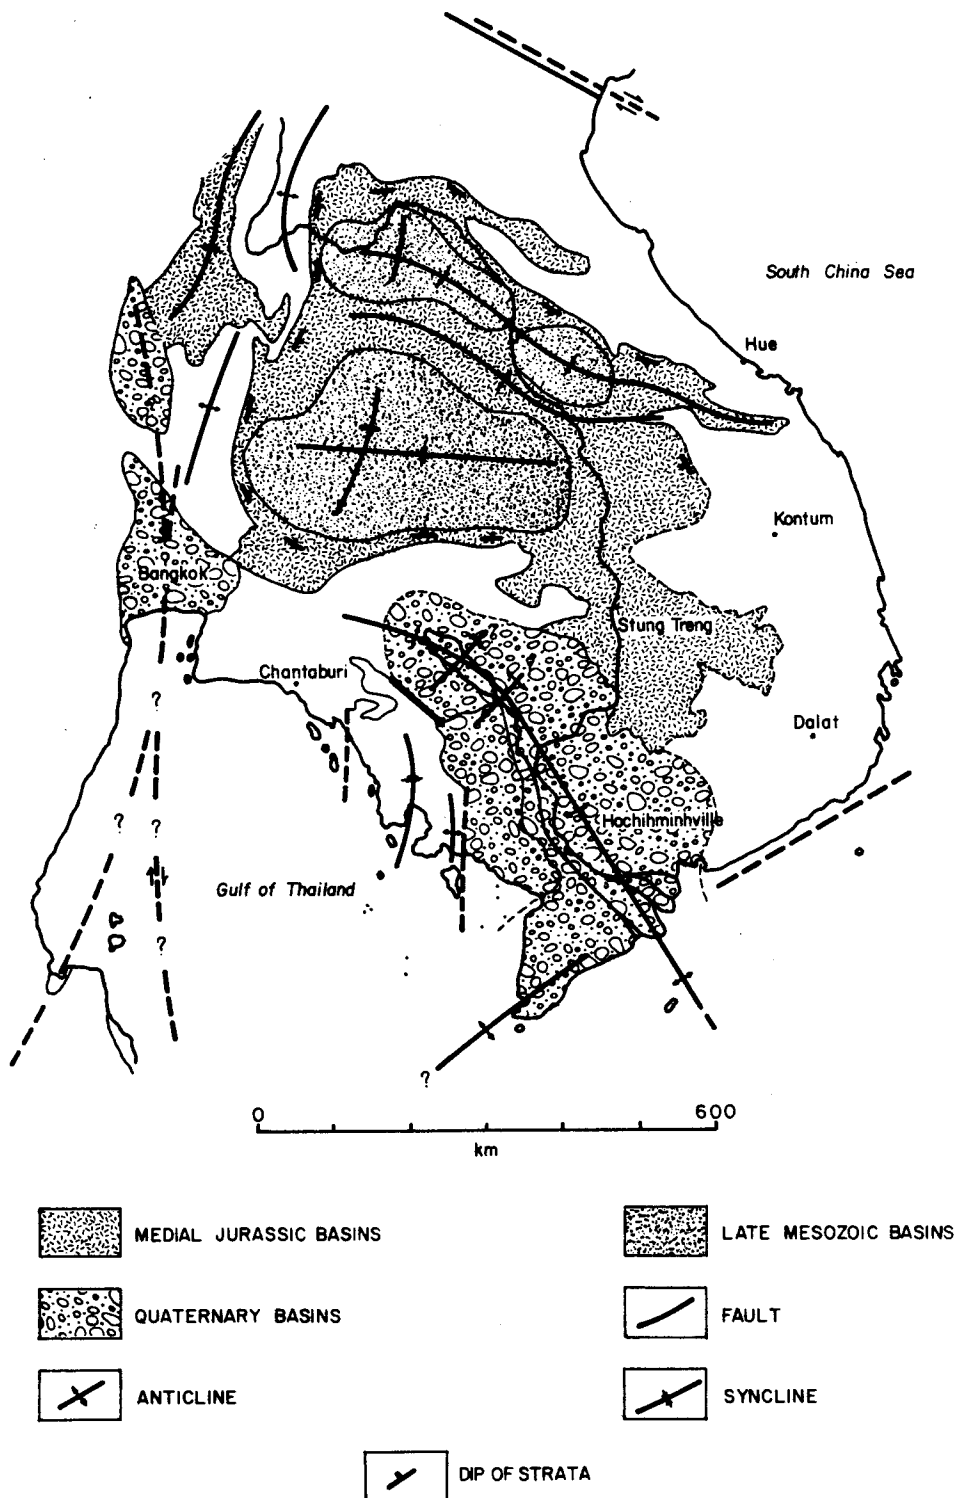 South China Sea
Hue
Kontum
Bangkok
Stung Treng
Chantaburi
Dalat
Hochihminhville
Gulf of Thailand
?
?
?
?
?
?
?
?
0
600
km
MEDIAL JURASSIC BASINS
LATE MESOZOIC BASINS
QUATERNARY BASINS
FAULT
ANTICLINE
SYNCLINE
DIP OF STRATA